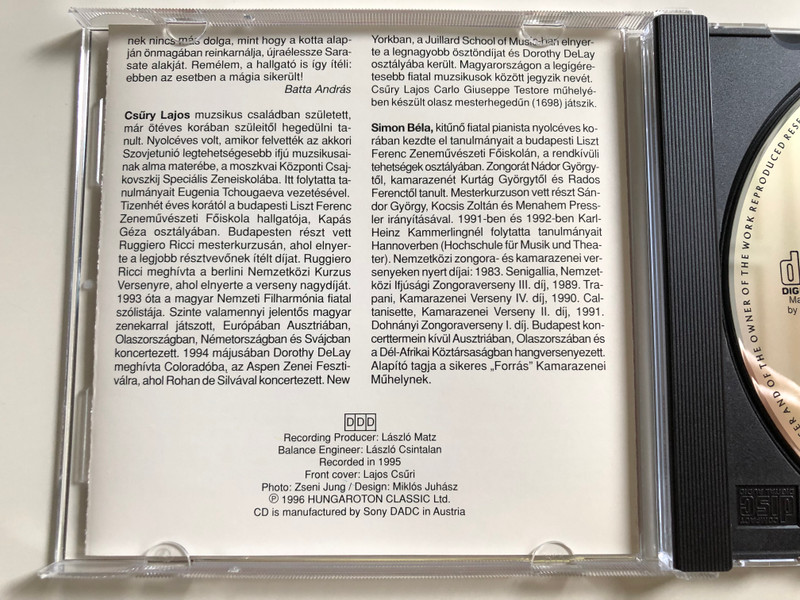 nek nincs más dolga, mint hogy a kotta alap-
ján önmagában reinkarnálja, újraélessze Sara-
sate alakját. Remélem, a hallgató is így ítéli:
ebben az esetben a mágia sikerült!
Batta András
Csűry Lajos muzsikus családban született,
már ötéves korában szüleitől hegedülni ta-
nult. Nyolcéves volt, amikor felvették az akkori
Szovjetunió legtehetségesebb ifjú muzsikusai-
nak alma materébe, a moszkvai Központi Csaj-
kovszkij Speciális Zeneiskolába. Itt folytatta ta-
nulmányait Eugenia Tchougaeva vezetésével.
Tizenhét éves korától a budapesti Liszt Ferenc
Zeneművészeti Főiskola hallgatója, Kapás
Géza osztályában. Budapesten részt vett
Ruggiero Ricci mesterkurzusán, ahol elnyer-
te a legjobb résztvevőnek ítélt díjat. Ruggiero
Ricci meghívta a berlini Nemzetközi Kurzus
Versenyre, ahol elnyerte a verseny nagydíját.
1993 óta a magyar Nemzeti Filharmónia fiatal
szólistája. Szinte valamennyi jelentős magyar
zenekarral játszott, Európában Ausztriában,
Olaszországban, Németországban és Svájcban
koncertezett. 1994 májusában Dorothy DeLay
meghívta Coloradóba, az Aspen Zenei Feszti-
válra, ahol Rohan de Silvával koncertezett. New
Yorkban, a Juillard School of Music-ban elnyer-
te a legnagyobb ösztöndíjat és Dorothy DeLay
osztályába került. Magyarországon a legigére-
tesebb fiatal muzsikusok között jegyzik nevét.
Csűry Lajos Carlo Giuseppe Testore műhelyé-
ben készült olasz mesterhegedűn (1698) játszik.
Simon Béla, kitűnő fiatal pianista nyolcéves ko-
rában kezdte el tanulmányait a budapesti Liszt
Ferenc Zeneművészeti Főiskolán, a rendkívüli
tehetségek osztályában. Zongorát Nádor György-
től, kamarazenét Kurtág Györgytől és Rados
Ferenctől tanult. Mesterkurzuson vett részt Sán-
dor György, Kocsis Zoltán és Menahem Press-
ler irányításával. 1991-ben és 1992-ben Karl-
Heinz Kammerlingnél folytatta tanulmányait
Hannoverben (Hochschule für Musik und Thea-
ter). Nemzetközi zongora- és kamarazenei ver-
senyeken nyert díjai: 1983. Senigallia, Nemzet-
közi Ifjúsági Zongoraverseny III. díj, 1989. Tra-
pani, Kamarazenei Verseny IV. díj, 1990. Cal-
tanisette, Kamarazenei Verseny II. díj, 1991.
Dohnányi Zongoraverseny I. díj. Budapest kon-
certtermein kívül Ausztriában, Olaszországban és
a Dél-Afrikai Köztársaságban hangversenyezett.
Alapító tagja a sikeres „Forrás” Kamarazenei
Műhelynek.
DDD
Recording Producer: László Matz
Balance Engineer: László Csintalan
Recorded in 1995
Front cover: Lajos Csűri
Photo: Zseni Jung / Design: Miklós Juhász
℗ 1996 HUNGAROTON CLASSIC Ltd.
CD is manufactured by Sony DADC in Austria
AND OF THE OWNER OF THE WORK REPRODUCED RESE
DIG
Ma
by